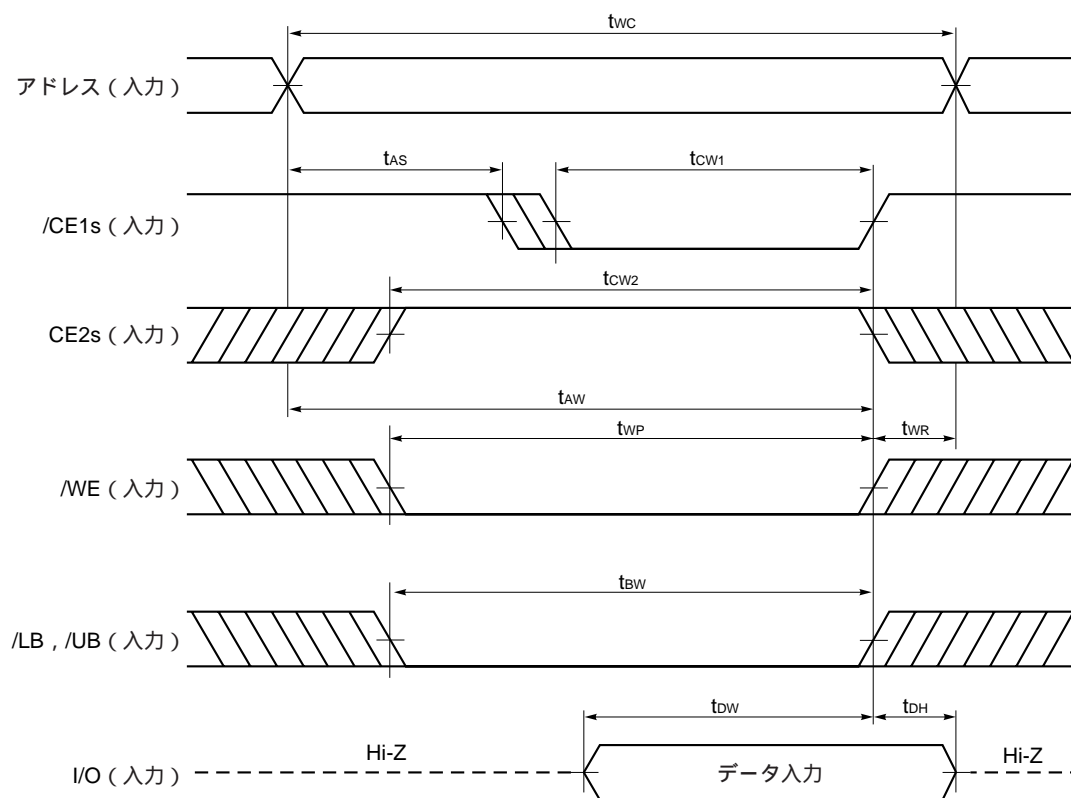 tWC
アドレス（入力）
tAS
tCW1
/CE1s（入力）
tCW2
CE2s（入力）
tAW
tWP
tWR
/WE（入力）
tBW
/LB , /UB（入力）
tDW
tDH
Hi-Z
Hi-Z
I/O（入力）
データ入力